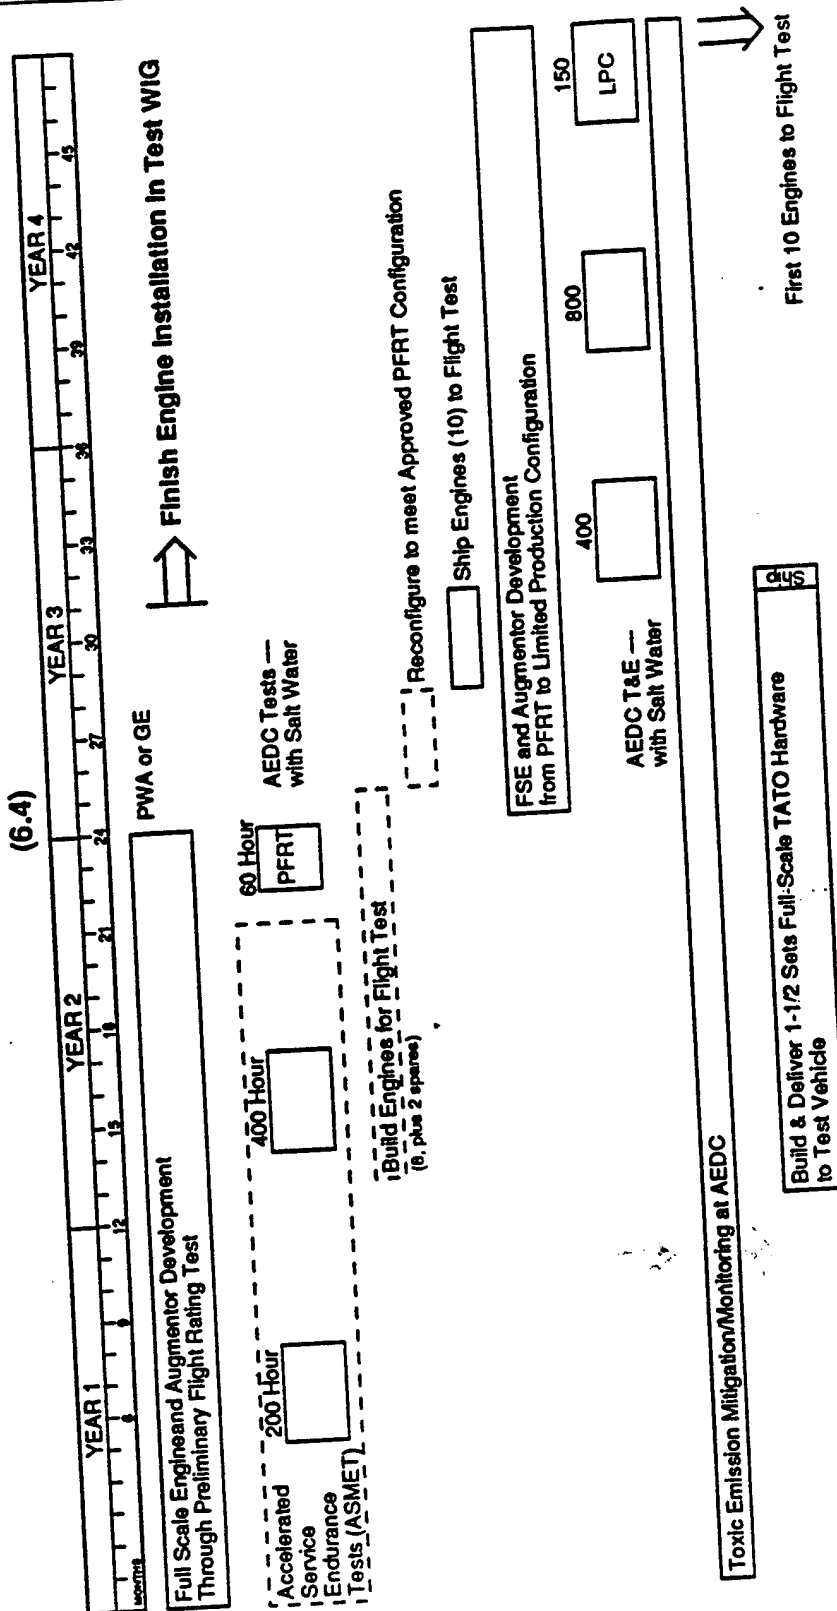 (6.4)
YEAR 1
YEAR 2
YEAR 3
YEAR 4
MONTHS
6
9
12
15
18
21
24
27
30
33
36
39
42
45
Full Scale Engineand Augmentor Development
Through Preliminary Flight Rating Test
PWA or GE
Finish Engine Installation In Test WIG
Accelerated
Service
Endurance
Tests (ASMET)
200 Hour
400 Hour
60 Hour
PFRT
AEDC Tests —
with Salt Water
Build Engines for Flight Test
(8, plus 2 spares)
Reconfigure to meet Approved PFRT Configuration
Ship Engines (10) to Flight Test
FSE and Augmentor Development
from PFRT to Limited Production Configuration
AEDC T&E —
with Salt Water
400
800
150
LPC
Toxic Emission Mitigation/Monitoring at AEDC
First 10 Engines to Flight Test
Build & Deliver 1-1/2 Sets Full-Scale TATO Hardware
to Test Vehicle
Ship